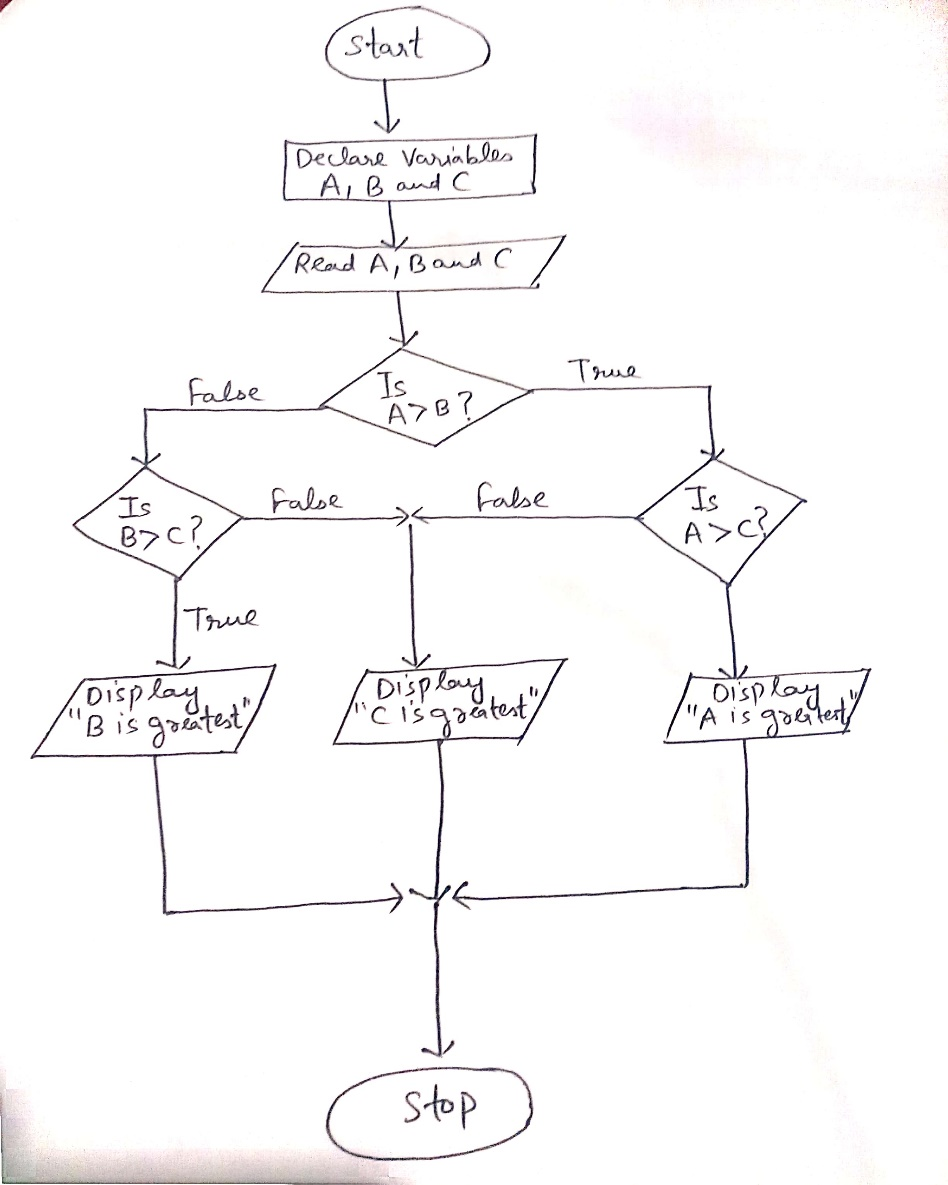 Start
Declare Variables
A, B and C
Read A, B and C
Is
A>B?
False
True
Is
B>C?
False
False
Is
A>C?
True
Display
"B is greatest"
Display
"C is greatest"
Display
"A is greatest"
Stop